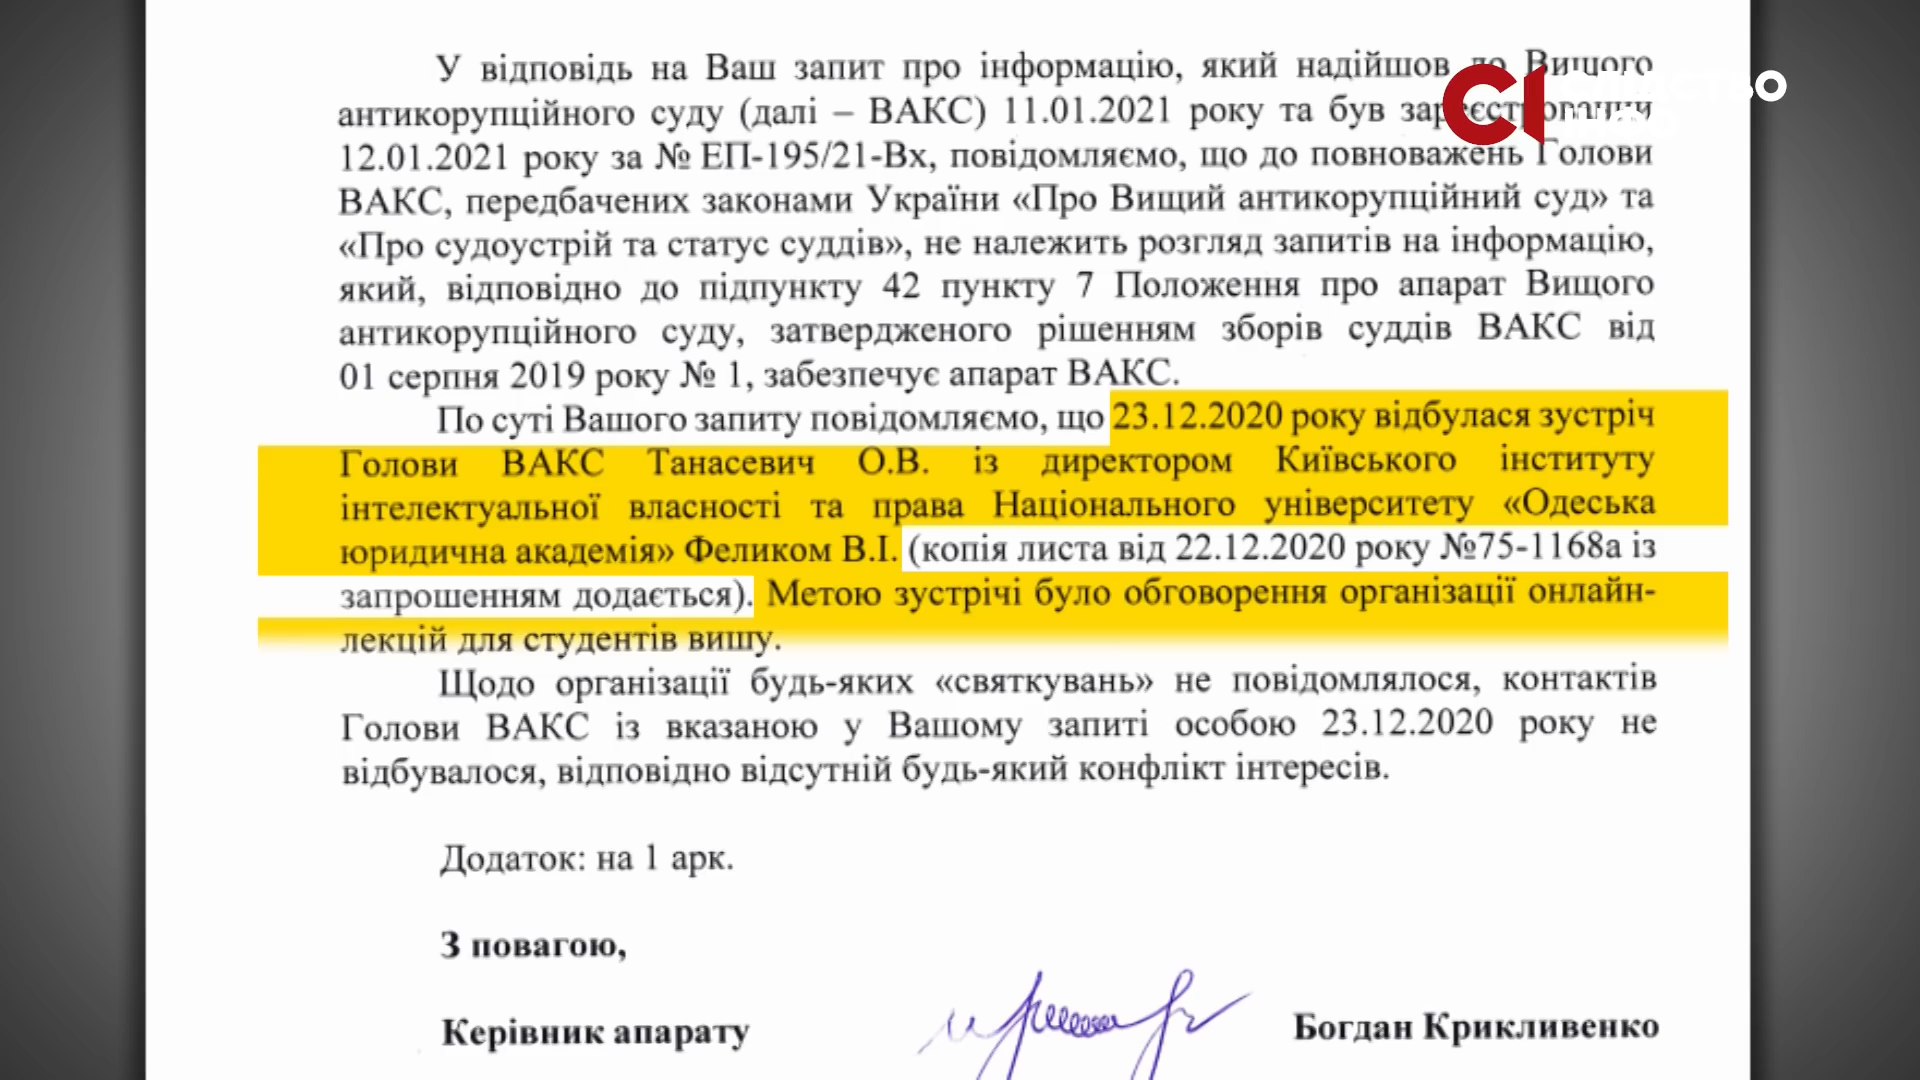 У відповідь на Ваш запит про інформацію, який надійшов до Вищого
антикорупційного суду (далі – ВАКС) 11.01.2021 року та був зареєстрований
12.01.2021 року за № ЕП-195/21-Вх, повідомляємо, що до повноважень Голови
ВАКС, передбачених законами України «Про Вищий антикорупційний суд» та
«Про судоустрій та статус суддів», не належить розгляд запитів на інформацію,
який, відповідно до підпункту 42 пункту 7 Положення про апарат Вищого
антикорупційного суду, затвердженого рішенням зборів суддів ВАКС від
01 серпня 2019 року № 1, забезпечує апарат ВАКС.
По суті Вашого запиту повідомляємо, що 23.12.2020 року відбулася зустріч
Голови ВАКС Танасевич О.В. із директором Київського інституту
інтелектуальної власності та права Національного університету «Одеська
юридична академія» Феликом В.І. (копія листа від 22.12.2020 року №75-1168а із
запрошенням додається). Метою зустрічі було обговорення організації онлайн-
лекцій для студентів вишу.
Щодо організації будь-яких «святкувань» не повідомлялося, контактів
Голови ВАКС із вказаною у Вашому запиті особою 23.12.2020 року не
відбувалося, відповідно відсутній будь-який конфлікт інтересів.
Додаток: на 1 арк.
З повагою,
Керівник апарату Богдан Крикливенко